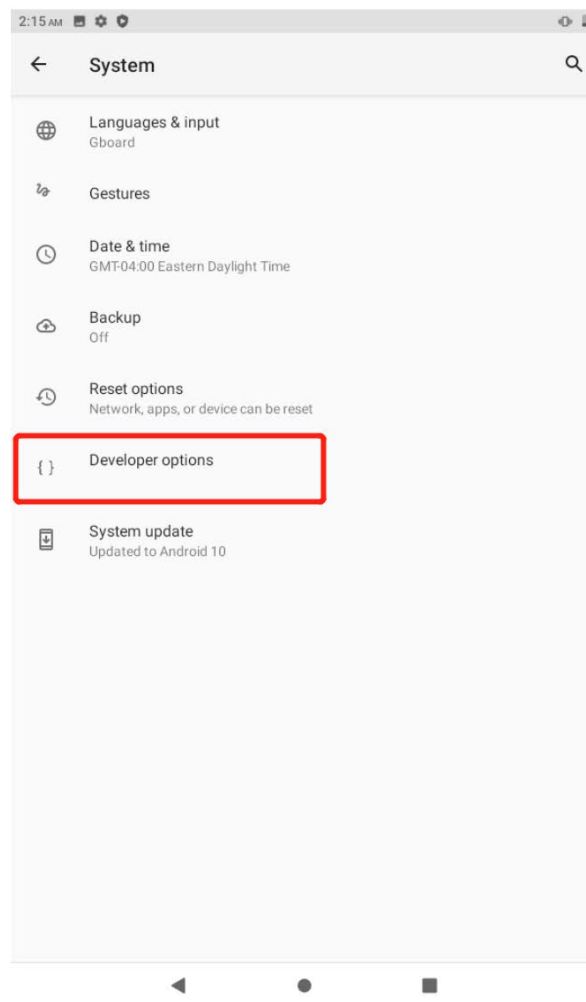 2:15 AM
System
Languages & input
Gboard
Gestures
Date & time
GMT-04:00 Eastern Daylight Time
Backup
Off
Reset options
Network, apps, or device can be reset
{ } Developer options
System update
Updated to Android 10